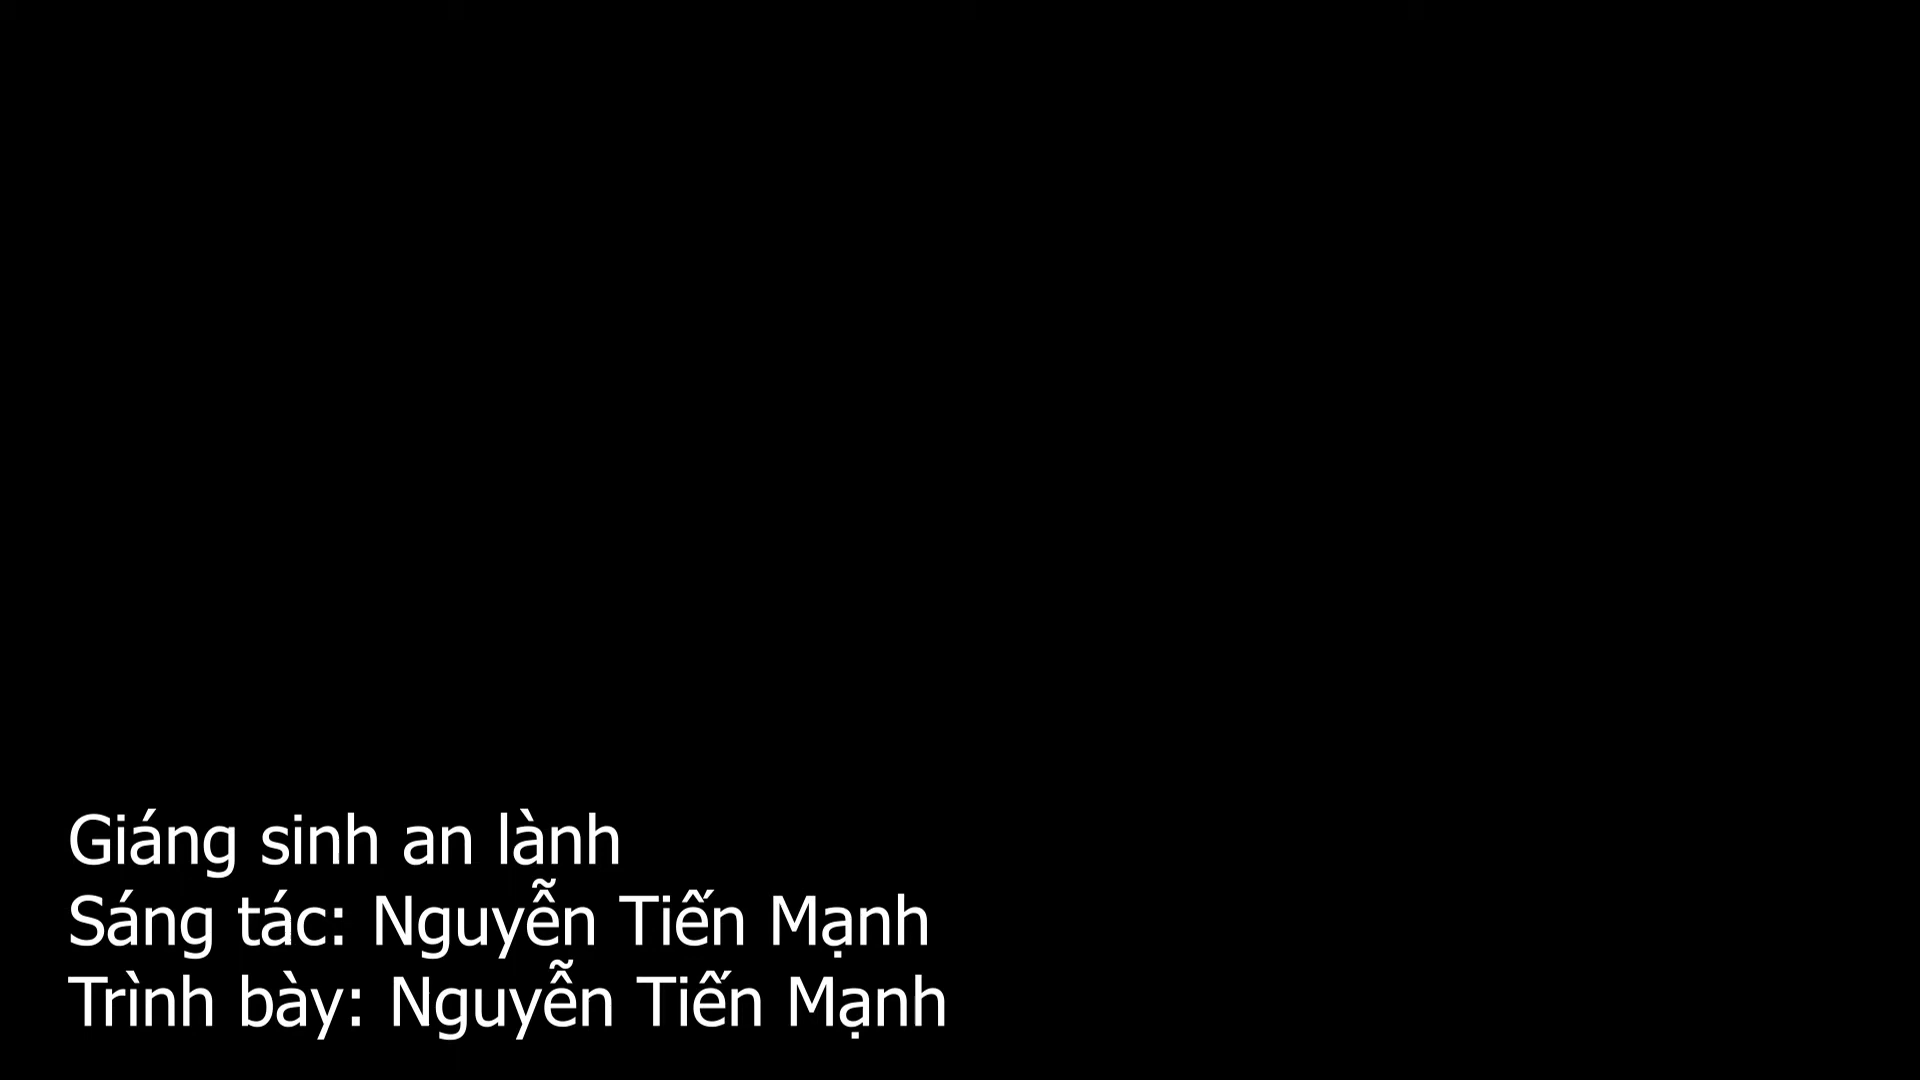 Giáng sinh an lành
Sáng tác: Nguyễn Tiến Mạnh
Trình bày: Nguyễn Tiến Mạnh